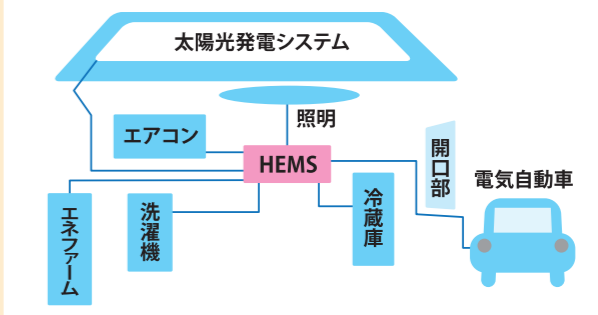 太陽光発電システム
照明
エアコン
HEMS
開口部
電気自動車
エネファーム
洗濯機
冷蔵庫